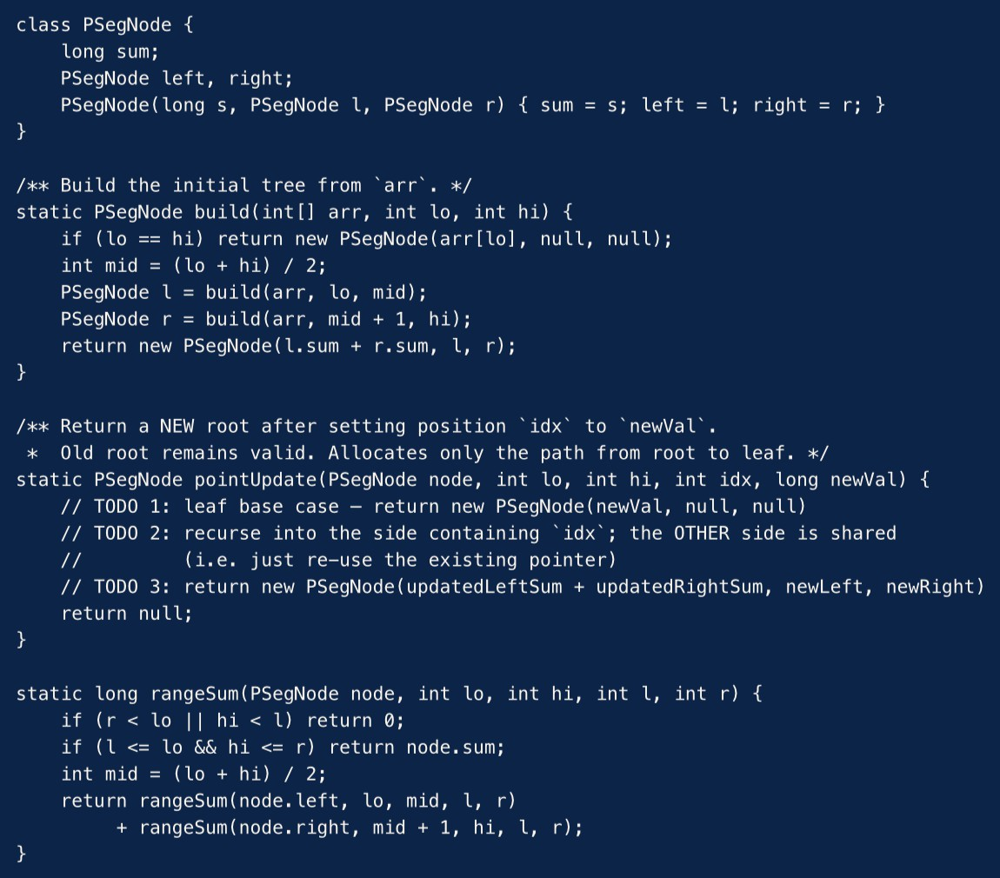 class PSegNode {
    long sum;
    PSegNode left, right;
    PSegNode(long s, PSegNode l, PSegNode r) { sum = s; left = l; right = r; }
}

/** Build the initial tree from `arr`. */
static PSegNode build(int[] arr, int lo, int hi) {
    if (lo == hi) return new PSegNode(arr[lo], null, null);
    int mid = (lo + hi) / 2;
    PSegNode l = build(arr, lo, mid);
    PSegNode r = build(arr, mid + 1, hi);
    return new PSegNode(l.sum + r.sum, l, r);
}

/** Return a NEW root after setting position `idx` to `newVal`.
 *  Old root remains valid. Allocates only the path from root to leaf. */
static PSegNode pointUpdate(PSegNode node, int lo, int hi, int idx, long newVal) {
    // TODO 1: leaf base case — return new PSegNode(newVal, null, null)
    // TODO 2: recurse into the side containing `idx`; the OTHER side is shared
    //         (i.e. just re-use the existing pointer)
    // TODO 3: return new PSegNode(updatedLeftSum + updatedRightSum, newLeft, newRight)
    return null;
}

static long rangeSum(PSegNode node, int lo, int hi, int l, int r) {
    if (r < lo || hi < l) return 0;
    if (l <= lo && hi <= r) return node.sum;
    int mid = (lo + hi) / 2;
    return rangeSum(node.left, lo, mid, l, r)
         + rangeSum(node.right, mid + 1, hi, l, r);
}